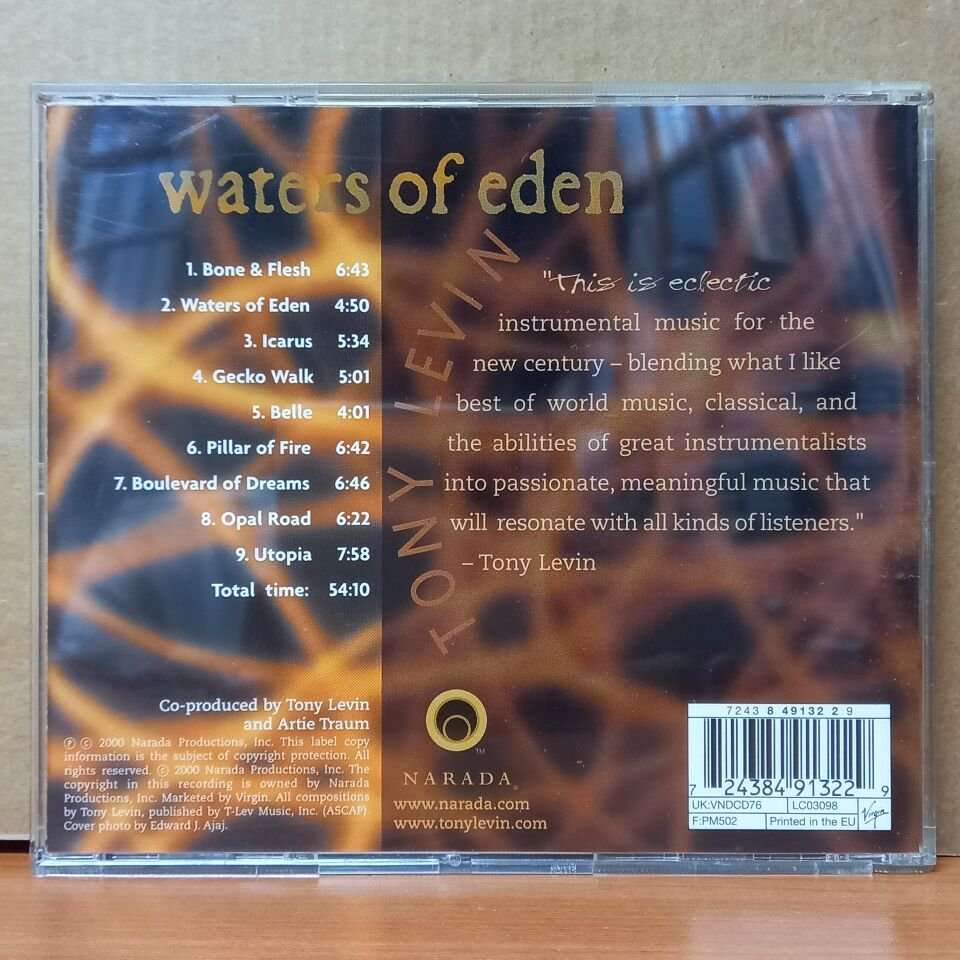 waters of eden
1. Bone & Flesh 6:43
2. Waters of Eden 4:50
3. Icarus 5:34
4. Gecko Walk 5:01
5. Belle 4:01
6. Pillar of Fire 6:42
7. Boulevard of Dreams 6:46
8. Opal Road 6:22
9. Utopia 7:58
Total time: 54:10
TONY LEVIN
"This is eclectic
instrumental music for the
new century – blending what I like
best of world music, classical, and
the abilities of great instrumentalists
into passionate, meaningful music that
will resonate with all kinds of listeners."
– Tony Levin
Co-produced by Tony Levin
and Artie Traum
℗ © 2000 Narada Productions, Inc. This label copy
information is the subject of copyright protection. All
rights reserved. © 2000 Narada Productions, Inc. The
copyright in this recording is owned by Narada
Productions, Inc. Marketed by Virgin. All compositions
by Tony Levin, published by T-Lev Music, Inc. (ASCAP).
Cover photo by Edward J. Ajaj.
TM
NARADA®
www.narada.com
www.tonylevin.com
7243 8 49132 2 9
7 24384 91322 9
UK:VNDCD76 LC03098
F:PM502 Printed in the EU
Virgin